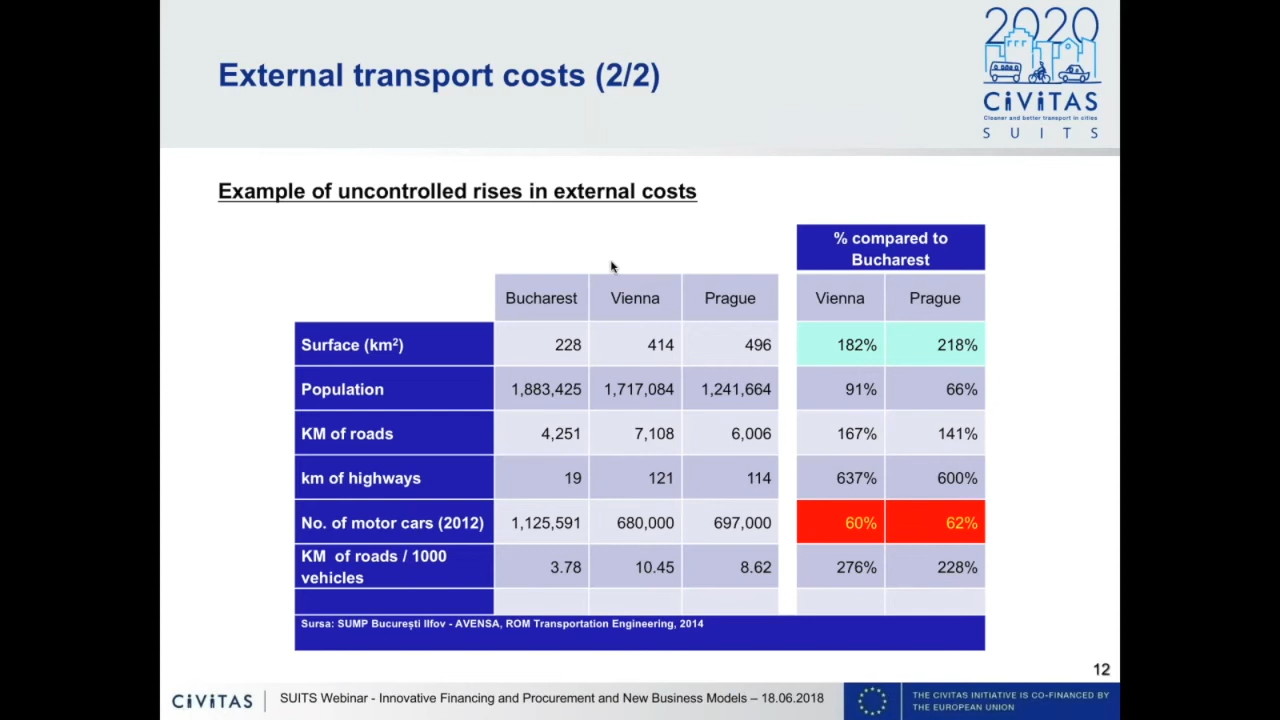 2020
CiViTAS
Cleaner and better transport in cities
S U I T S
External transport costs (2/2)
Example of uncontrolled rises in external costs
% compared to
Bucharest
Bucharest Vienna Prague Vienna Prague
Surface (km²) 228 414 496 182% 218%
Population 1,883,425 1,717,084 1,241,664 91% 66%
KM of roads 4,251 7,108 6,006 167% 141%
km of highways 19 121 114 637% 600%
No. of motor cars (2012) 1,125,591 680,000 697,000 60% 62%
KM of roads / 1000
vehicles 3.78 10.45 8.62 276% 228%
Sursa: SUMP București Ilfov - AVENSA, ROM Transportation Engineering, 2014
12
CiViTAS
SUITS Webinar - Innovative Financing and Procurement and New Business Models – 18.06.2018
THE CIVITAS INITIATIVE IS CO-FINANCED BY
THE EUROPEAN UNION